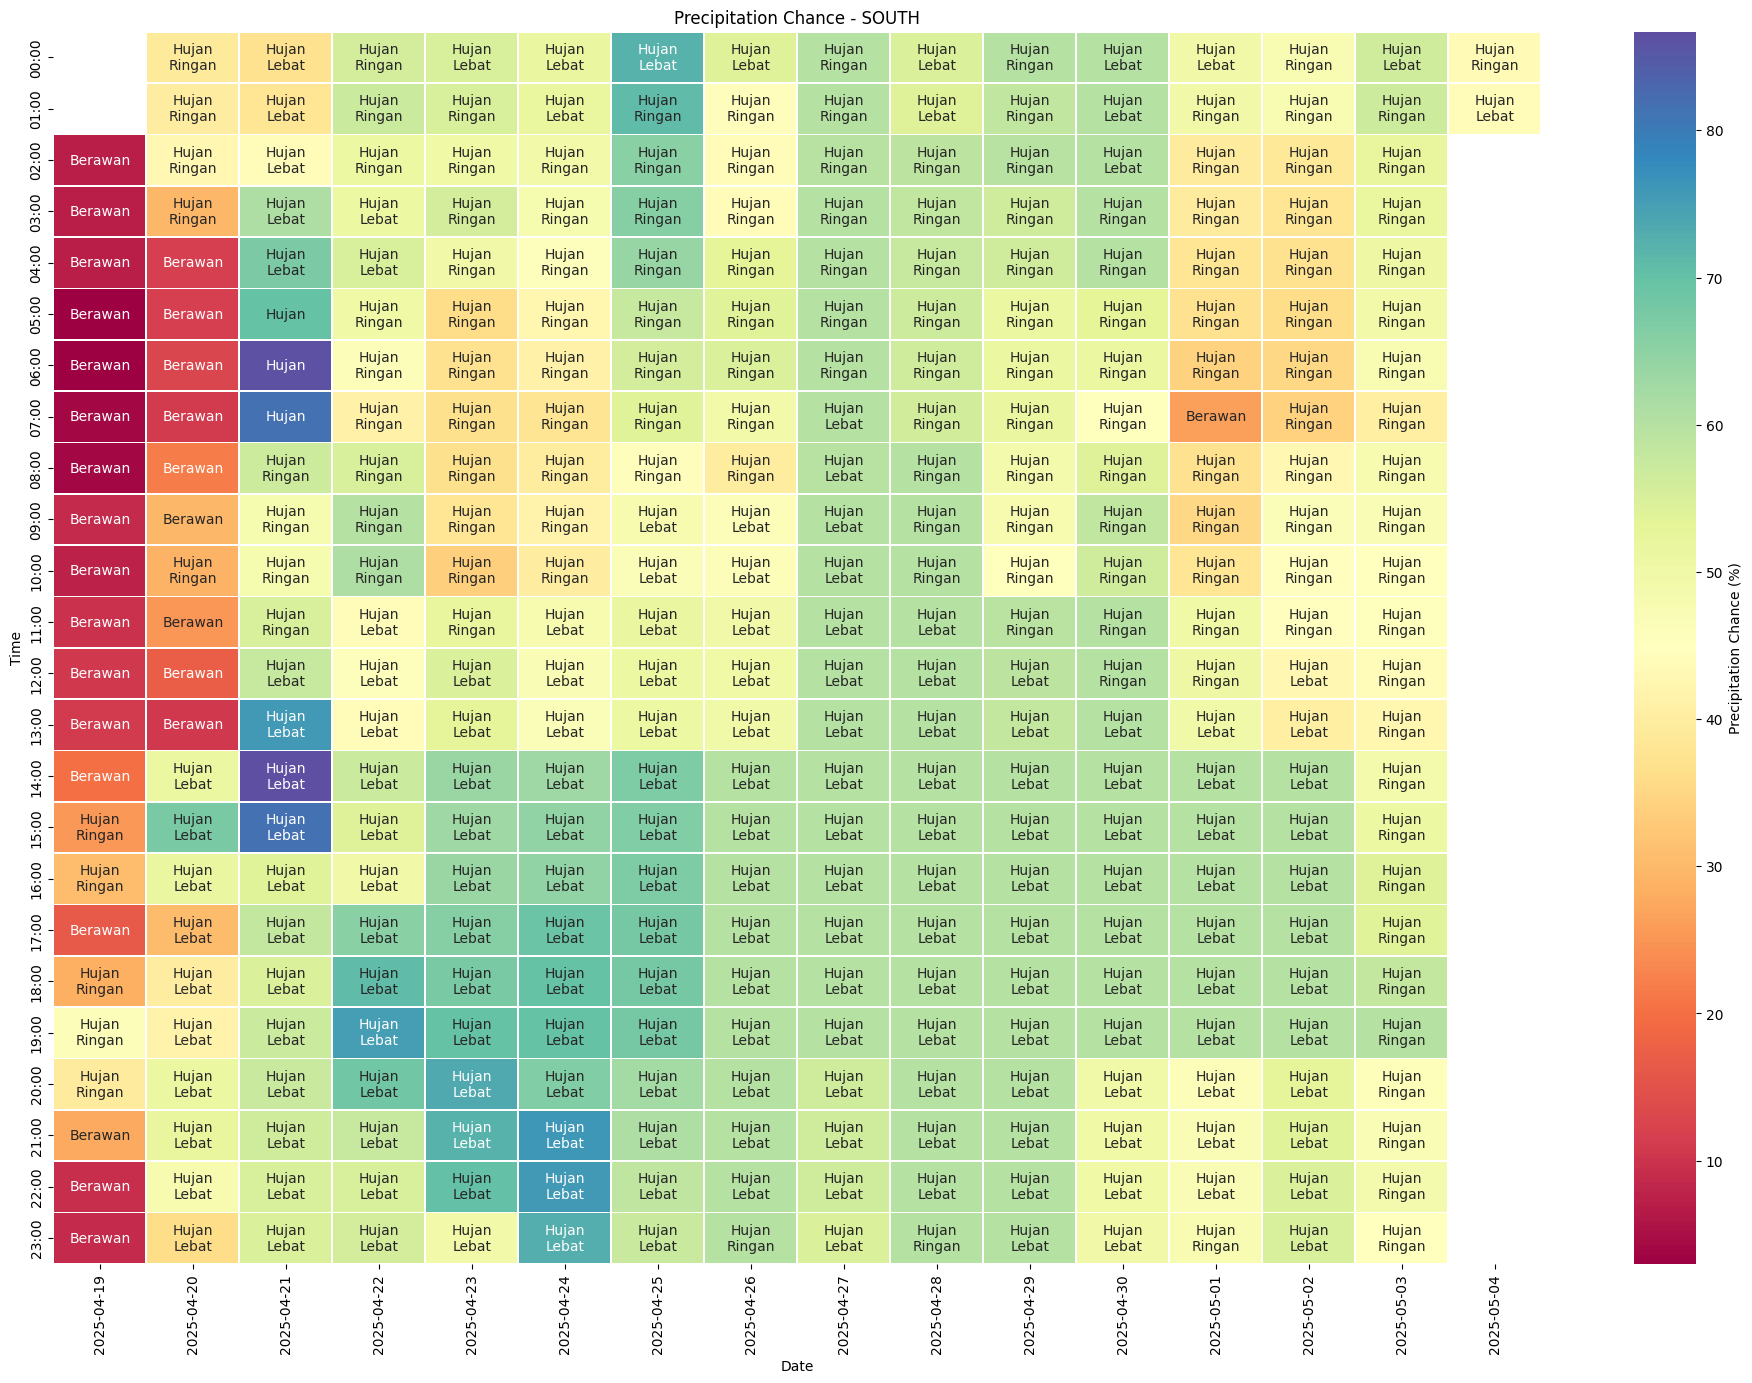 Precipitation Chance - SOUTH
Time
00:00 Hujan Ringan Hujan Lebat Hujan Ringan Hujan Lebat Hujan Lebat Hujan Lebat Hujan Lebat Hujan Ringan Hujan Lebat Hujan Ringan Hujan Lebat Hujan Lebat Hujan Ringan Hujan Lebat Hujan Ringan
01:00 Hujan Ringan Hujan Lebat Hujan Ringan Hujan Ringan Hujan Lebat Hujan Ringan Hujan Ringan Hujan Ringan Hujan Lebat Hujan Ringan Hujan Lebat Hujan Ringan Hujan Ringan Hujan Ringan Hujan Lebat
02:00 Berawan Hujan Ringan Hujan Lebat Hujan Ringan Hujan Ringan Hujan Ringan Hujan Ringan Hujan Ringan Hujan Ringan Hujan Ringan Hujan Ringan Hujan Lebat Hujan Ringan Hujan Ringan Hujan Ringan
03:00 Berawan Hujan Ringan Hujan Lebat Hujan Lebat Hujan Ringan Hujan Ringan Hujan Ringan Hujan Ringan Hujan Ringan Hujan Ringan Hujan Ringan Hujan Ringan Hujan Ringan Hujan Ringan Hujan Ringan
04:00 Berawan Berawan Hujan Lebat Hujan Lebat Hujan Ringan Hujan Ringan Hujan Ringan Hujan Ringan Hujan Ringan Hujan Ringan Hujan Ringan Hujan Ringan Hujan Ringan Hujan Ringan Hujan Ringan
05:00 Berawan Berawan Hujan Hujan Ringan Hujan Ringan Hujan Ringan Hujan Ringan Hujan Ringan Hujan Ringan Hujan Ringan Hujan Ringan Hujan Ringan Hujan Ringan Hujan Ringan Hujan Ringan
06:00 Berawan Berawan Hujan Hujan Ringan Hujan Ringan Hujan Ringan Hujan Ringan Hujan Ringan Hujan Ringan Hujan Ringan Hujan Ringan Hujan Ringan Hujan Ringan Hujan Ringan Hujan Ringan
07:00 Berawan Berawan Hujan Hujan Ringan Hujan Ringan Hujan Ringan Hujan Ringan Hujan Ringan Hujan Lebat Hujan Ringan Hujan Ringan Hujan Ringan Berawan Hujan Ringan Hujan Ringan
08:00 Berawan Berawan Hujan Ringan Hujan Ringan Hujan Ringan Hujan Ringan Hujan Ringan Hujan Ringan Hujan Lebat Hujan Ringan Hujan Ringan Hujan Ringan Hujan Ringan Hujan Ringan Hujan Ringan
09:00 Berawan Berawan Hujan Ringan Hujan Ringan Hujan Ringan Hujan Ringan Hujan Lebat Hujan Lebat Hujan Lebat Hujan Ringan Hujan Ringan Hujan Ringan Hujan Ringan Hujan Ringan Hujan Ringan
10:00 Berawan Hujan Ringan Hujan Ringan Hujan Ringan Hujan Ringan Hujan Ringan Hujan Lebat Hujan Lebat Hujan Lebat Hujan Ringan Hujan Ringan Hujan Ringan Hujan Ringan Hujan Ringan Hujan Ringan
11:00 Berawan Berawan Hujan Ringan Hujan Lebat Hujan Ringan Hujan Lebat Hujan Lebat Hujan Lebat Hujan Lebat Hujan Lebat Hujan Ringan Hujan Ringan Hujan Ringan Hujan Ringan Hujan Ringan
12:00 Berawan Berawan Hujan Lebat Hujan Lebat Hujan Lebat Hujan Lebat Hujan Lebat Hujan Lebat Hujan Lebat Hujan Lebat Hujan Lebat Hujan Ringan Hujan Ringan Hujan Lebat Hujan Ringan
13:00 Berawan Berawan Hujan Lebat Hujan Lebat Hujan Lebat Hujan Lebat Hujan Lebat Hujan Lebat Hujan Lebat Hujan Lebat Hujan Lebat Hujan Lebat Hujan Lebat Hujan Lebat Hujan Ringan
14:00 Berawan Hujan Lebat Hujan Lebat Hujan Lebat Hujan Lebat Hujan Lebat Hujan Lebat Hujan Lebat Hujan Lebat Hujan Lebat Hujan Lebat Hujan Lebat Hujan Lebat Hujan Lebat Hujan Ringan
15:00 Hujan Ringan Hujan Lebat Hujan Lebat Hujan Lebat Hujan Lebat Hujan Lebat Hujan Lebat Hujan Lebat Hujan Lebat Hujan Lebat Hujan Lebat Hujan Lebat Hujan Lebat Hujan Lebat Hujan Ringan
16:00 Hujan Ringan Hujan Lebat Hujan Lebat Hujan Lebat Hujan Lebat Hujan Lebat Hujan Lebat Hujan Lebat Hujan Lebat Hujan Lebat Hujan Lebat Hujan Lebat Hujan Lebat Hujan Lebat Hujan Ringan
17:00 Berawan Hujan Lebat Hujan Lebat Hujan Lebat Hujan Lebat Hujan Lebat Hujan Lebat Hujan Lebat Hujan Lebat Hujan Lebat Hujan Lebat Hujan Lebat Hujan Lebat Hujan Lebat Hujan Ringan
18:00 Hujan Ringan Hujan Lebat Hujan Lebat Hujan Lebat Hujan Lebat Hujan Lebat Hujan Lebat Hujan Lebat Hujan Lebat Hujan Lebat Hujan Lebat Hujan Lebat Hujan Lebat Hujan Lebat Hujan Ringan
19:00 Hujan Ringan Hujan Lebat Hujan Lebat Hujan Lebat Hujan Lebat Hujan Lebat Hujan Lebat Hujan Lebat Hujan Lebat Hujan Lebat Hujan Lebat Hujan Lebat Hujan Lebat Hujan Lebat Hujan Ringan
20:00 Hujan Ringan Hujan Lebat Hujan Lebat Hujan Lebat Hujan Lebat Hujan Lebat Hujan Lebat Hujan Lebat Hujan Lebat Hujan Lebat Hujan Lebat Hujan Lebat Hujan Lebat Hujan Lebat Hujan Ringan
21:00 Berawan Hujan Lebat Hujan Lebat Hujan Lebat Hujan Lebat Hujan Lebat Hujan Lebat Hujan Lebat Hujan Lebat Hujan Lebat Hujan Lebat Hujan Lebat Hujan Lebat Hujan Lebat Hujan Ringan
22:00 Berawan Hujan Lebat Hujan Lebat Hujan Lebat Hujan Lebat Hujan Lebat Hujan Lebat Hujan Lebat Hujan Lebat Hujan Lebat Hujan Lebat Hujan Lebat Hujan Lebat Hujan Lebat Hujan Ringan
23:00 Berawan Hujan Lebat Hujan Lebat Hujan Lebat Hujan Lebat Hujan Lebat Hujan Lebat Hujan Ringan Hujan Lebat Hujan Ringan Hujan Lebat Hujan Lebat Hujan Ringan Hujan Lebat Hujan Ringan
2025-04-19 2025-04-20 2025-04-21 2025-04-22 2025-04-23 2025-04-24 2025-04-25 2025-04-26 2025-04-27 2025-04-28 2025-04-29 2025-04-30 2025-05-01 2025-05-02 2025-05-03 2025-05-04
Date
80
70
60
50
40
30
20
10
Precipitation Chance (%)